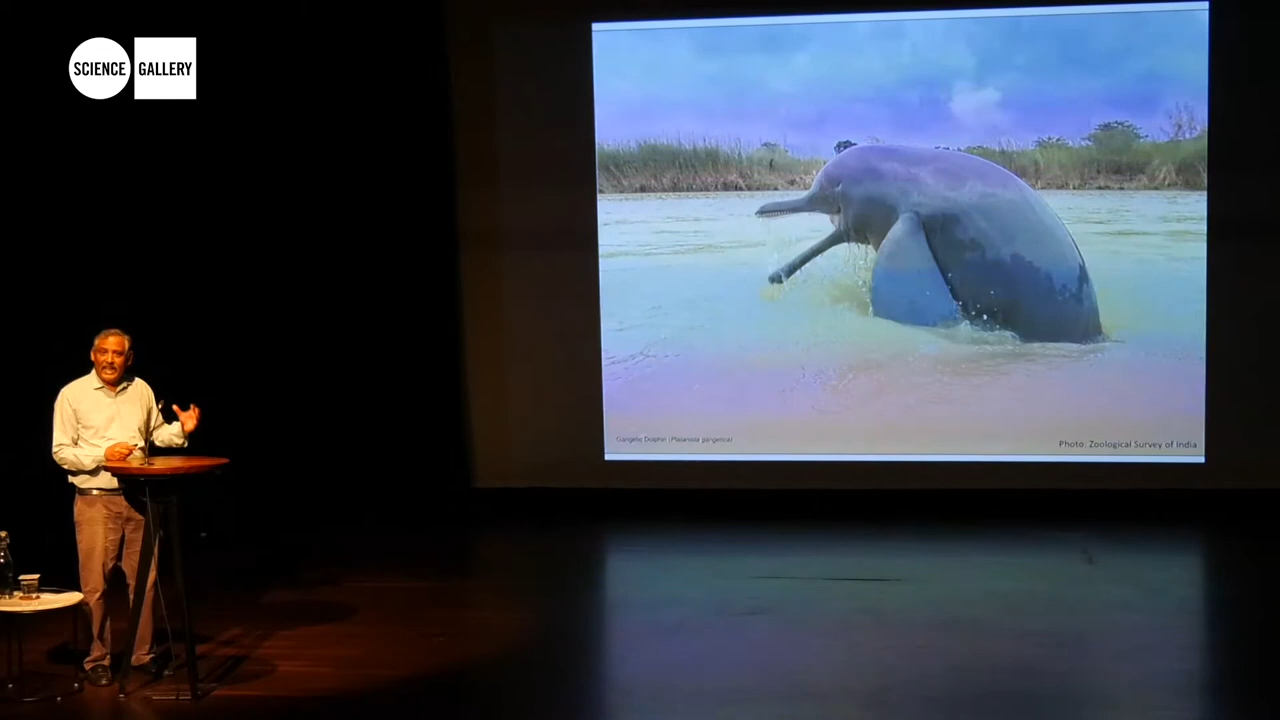 SCIENCE GALLERY
Gangetic Dolphin (Platanista gangetica)
Photo: Zoological Survey of India